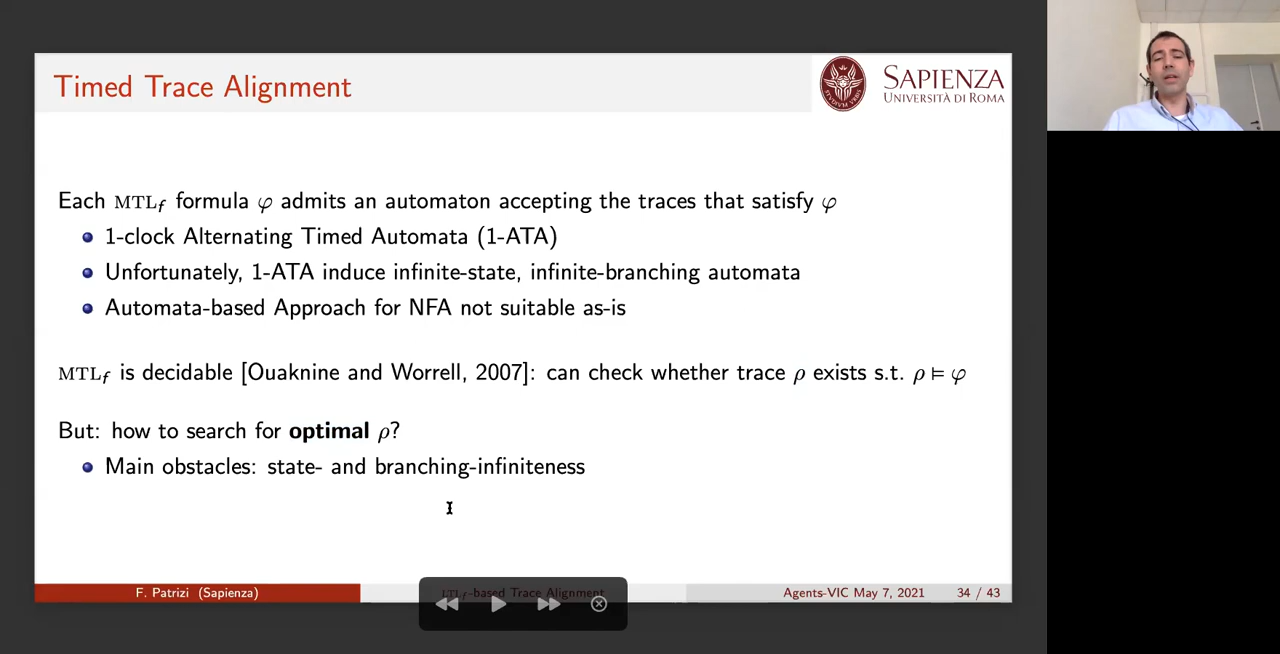 Timed Trace Alignment
SAPIENZA
UNIVERSITÀ DI ROMA
Each MTLf formula φ admits an automaton accepting the traces that satisfy φ
1-clock Alternating Timed Automata (1-ATA)
Unfortunately, 1-ATA induce infinite-state, infinite-branching automata
Automata-based Approach for NFA not suitable as-is
MTLf is decidable [Ouaknine and Worrell, 2007]: can check whether trace ρ exists s.t. ρ ⊨ φ
But: how to search for optimal ρ?
Main obstacles: state- and branching-infiniteness
F. Patrizi (Sapienza)
LTLf-based Trace Alignment
Agents-VIC May 7, 2021
34 / 43